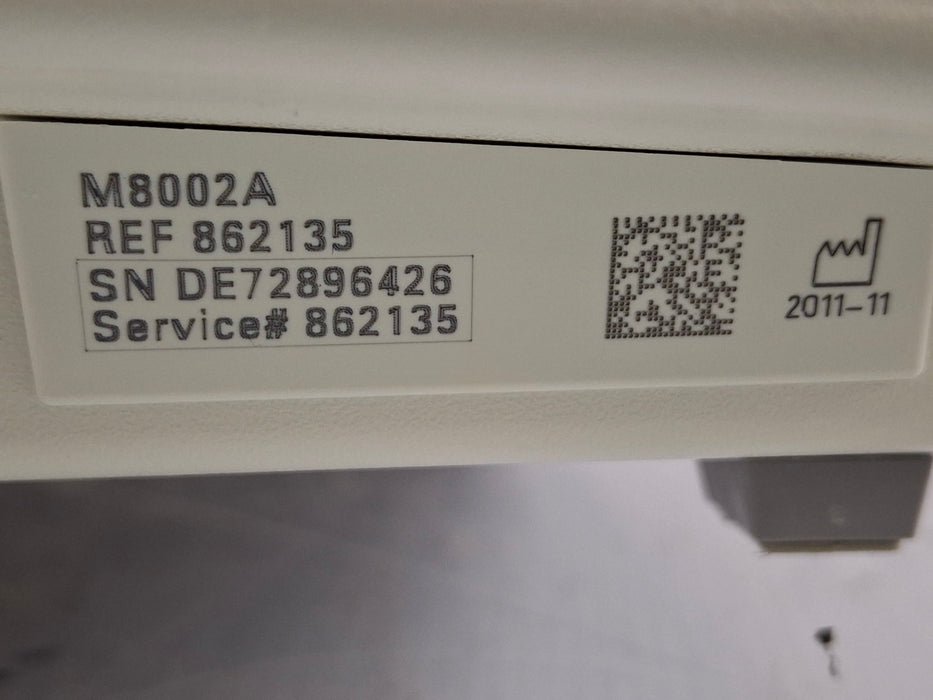 M8002A
REF 862135
SN DE72896426
Service# 862135
2011-11